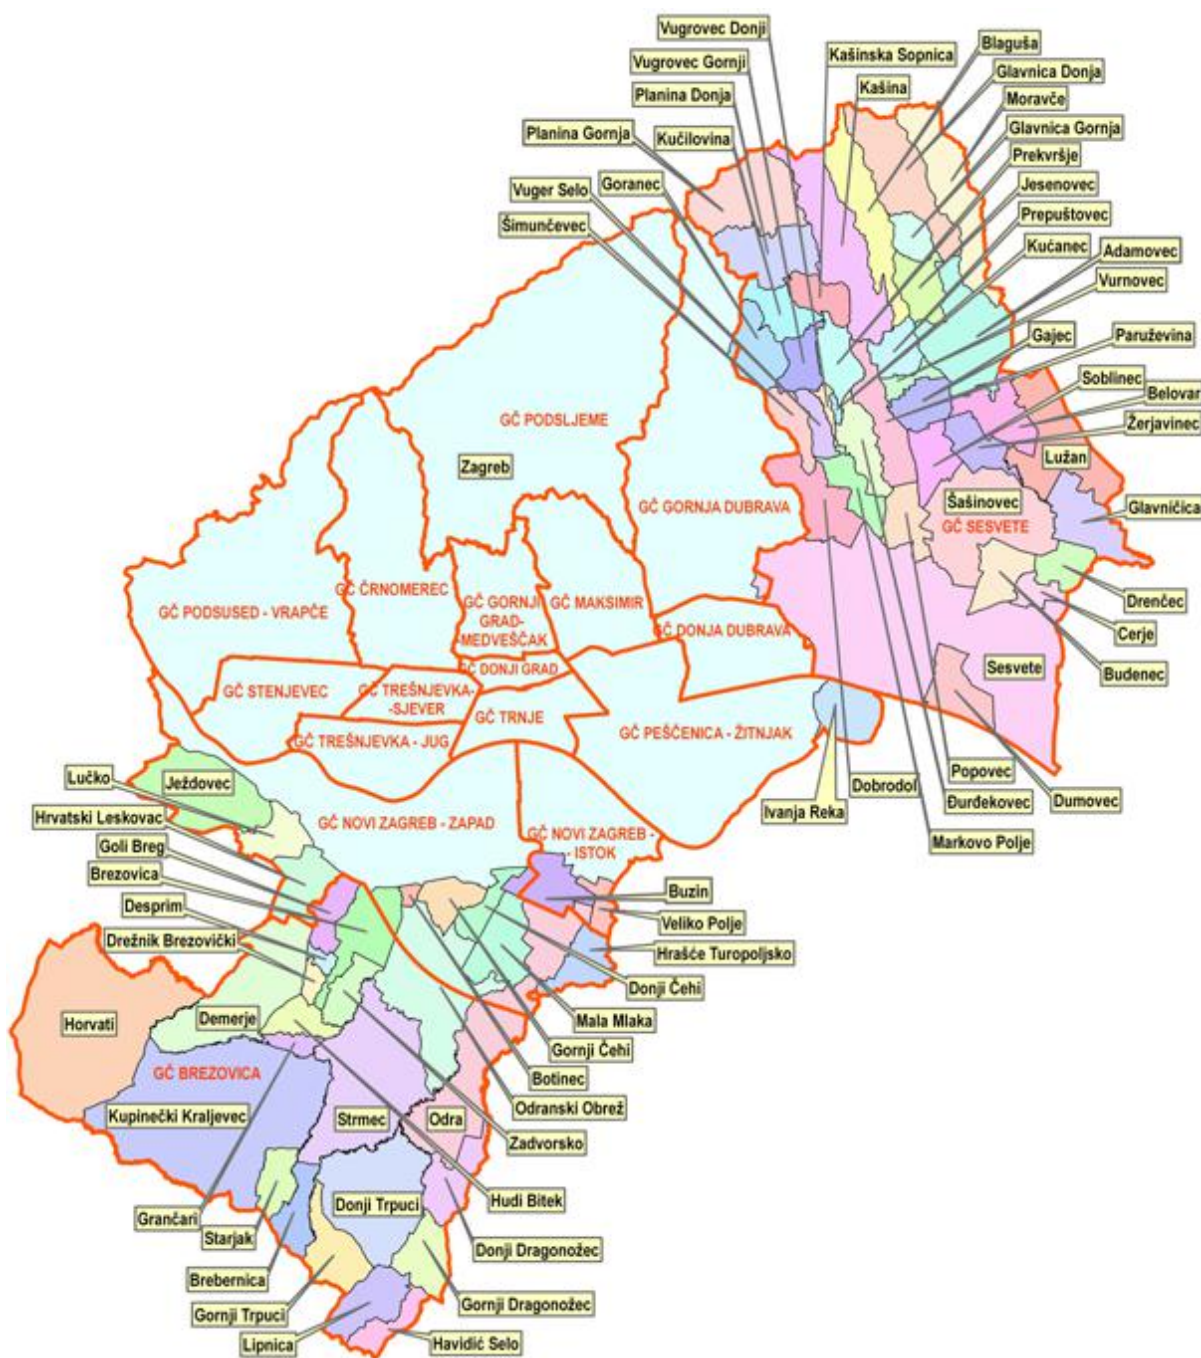 Vugrovec Donji
Vugrovec Gornji
Planina Donja
Planina Gornja
Kučilovina
Vuger Selo
Goranec
Šimunčevec
Kašinska Sopnica
Kašina
Blaguša
Glavnica Donja
Moravče
Glavnica Gornja
Prekvršje
Jesenovec
Prepuštovec
Kućanec
Adamovec
Vurnovec
Gajec
Paruževina
Soblinec
Belovar
Žerjavinec
Lužan
Šašinovec
GČ SESVETE
Glavničica
Drenčec
Cerje
Budenec
Sesvete
Popovec
Dumovec
Đurđekovec
Markovo Polje
Dobrodol
Ivanja Reka
GČ PODSLJEME
Zagreb
GČ GORNJA DUBRAVA
GČ ČRNOMEREC
GČ PODSUSED - VRAPČE
GČ GORNJI
GRAD-
MEDVEŠČAK
GČ MAKSIMIR
GČ DONJA DUBRAVA
GČ DONJI GRAD
GČ STENJEVEC
GČ TREŠNJEVKA-
-SJEVER
GČ TRNJE
GČ PEŠČENICA - ŽITNJAK
GČ TREŠNJEVKA - JUG
GČ NOVI ZAGREB - ZAPAD
GČ NOVI ZAGREB -
- ISTOK
Lučko
Ježdovec
Hrvatski Leskovac
Goli Breg
Brezovica
Desprim
Drežnik Brezovički
Horvati
Demerje
GČ BREZOVICA
Kupinečki Kraljevec
Strmec
Odra
Buzin
Veliko Polje
Hrašće Turopoljsko
Donji Čehi
Mala Mlaka
Gornji Čehi
Botinec
Odranski Obrež
Zadvorsko
Hudi Bitek
Donji Trpuci
Grančari
Starjak
Brebernica
Gornji Trpuci
Lipnica
Donji Dragonožec
Gornji Dragonožec
Havidić Selo